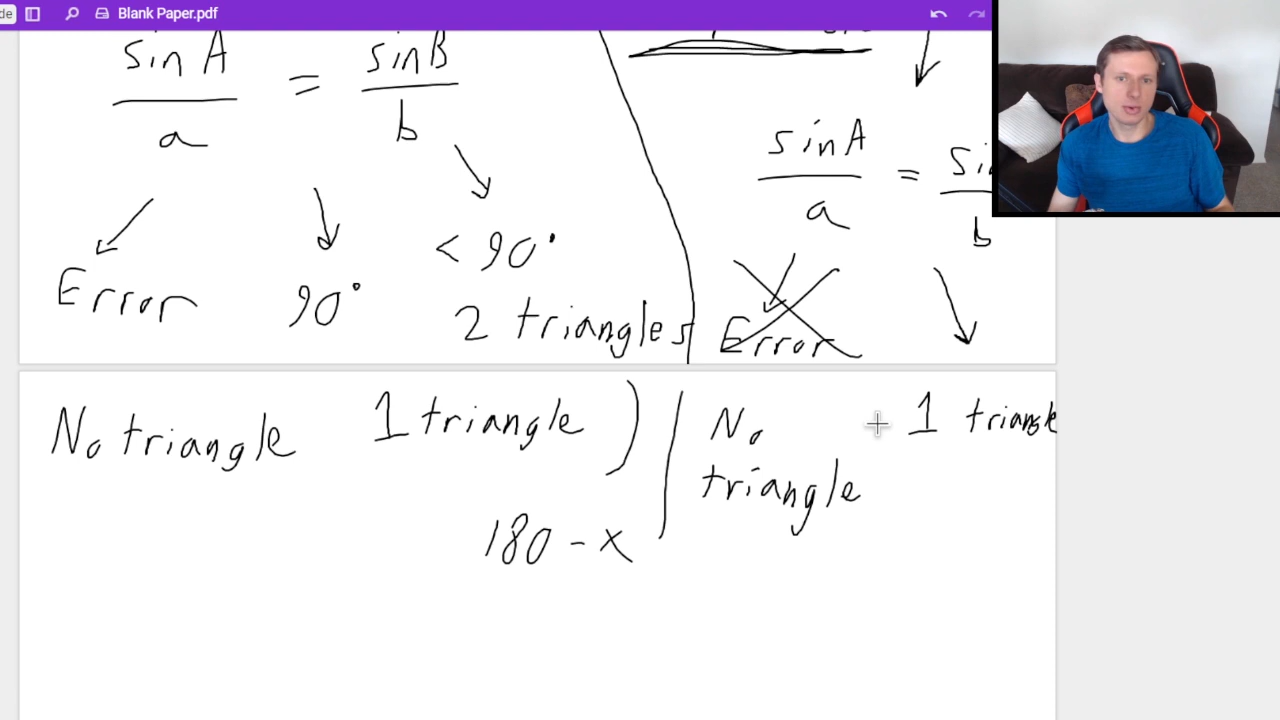 Blank Paper.pdf
sin A / a = sin B / b
Error
90°
< 90°
2 triangles
sin A / a =
b
Error
No triangle
1 triangle
180 - x
No
triangle
1 triangle